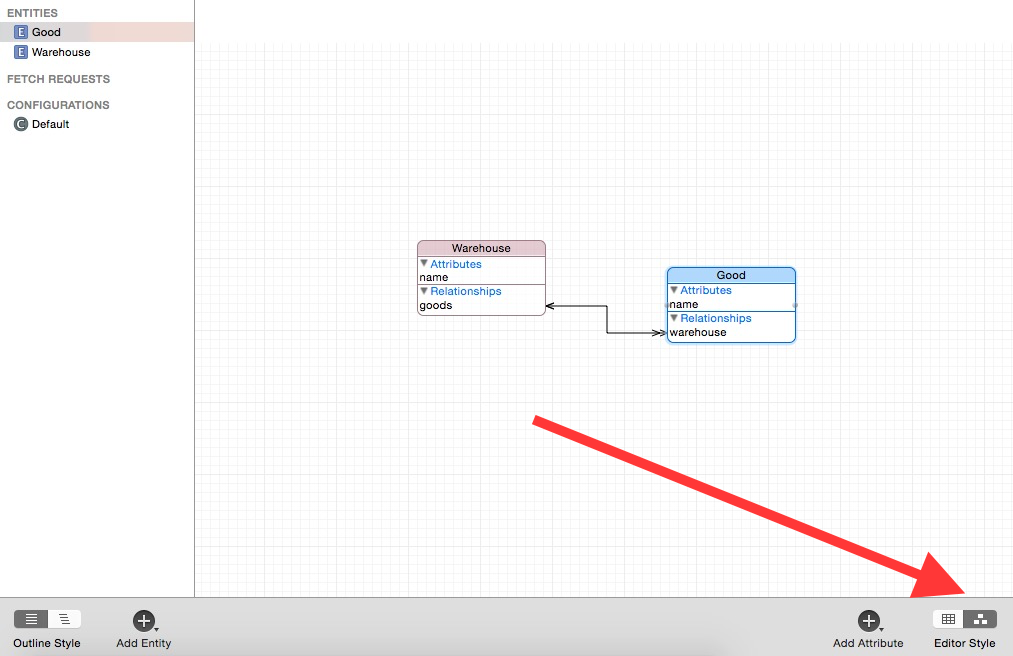 ENTITIES
E Good
E Warehouse
FETCH REQUESTS
CONFIGURATIONS
C Default
Warehouse
Attributes
name
Relationships
goods
Good
Attributes
name
Relationships
warehouse
Outline Style
Add Entity
Add Attribute
Editor Style